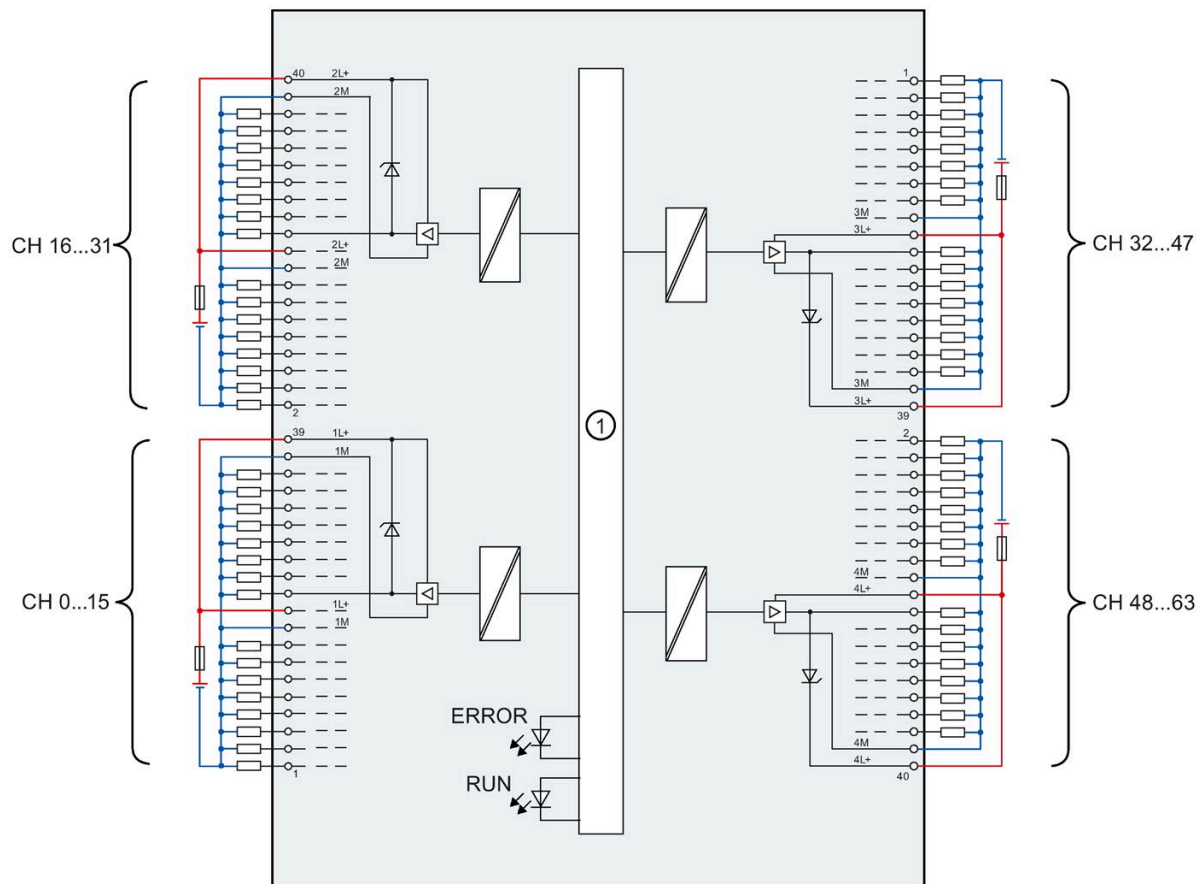 40 2L+
2M
CH 16...31
2L+
2M
2
39 1L+
1M
CH 0...15
1L+
1M
1
1
ERROR
RUN
1
3M
3L+
CH 32...47
3M
3L+
39
2
4M
4L+
CH 48...63
4M
4L+
40